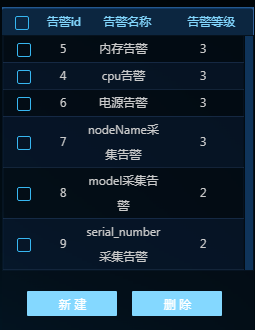 告警id 告警名称 告警等级
5 内存告警 3
4 cpu告警 3
6 电源告警 3
7 nodeName采 3
集告警
8 model采集告 2
警
9 serial_number 2
采集告警
新 建 删 除